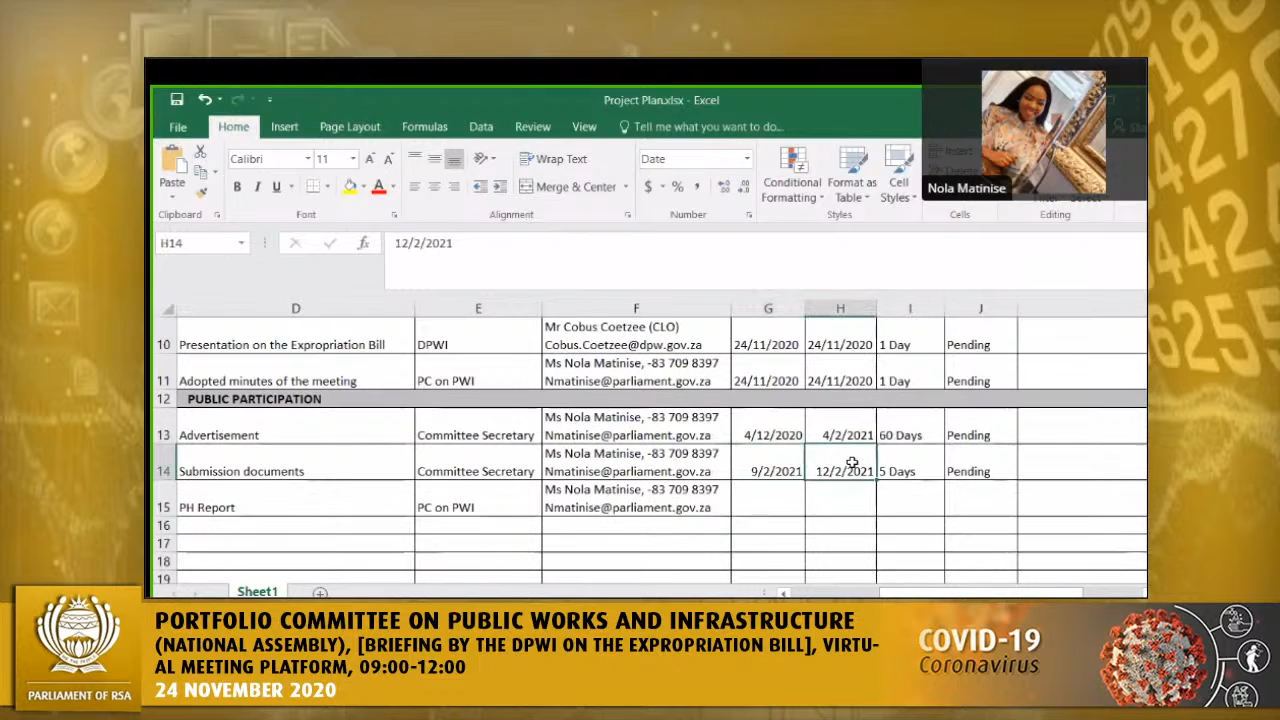 Project Plan.xlsx - Excel
File Home Insert Page Layout Formulas Data Review View Tell me what you want to do...
Calibri 11 Wrap Text Date
Paste B I U Merge & Center $ % , Conditional Format as Cell
Formatting Table Styles
Clipboard Font Alignment Number Styles Cells Editing
Nola Matinise
H14 fx 12/2/2021
D E F G H I J
Mr Cobus Coetzee (CLO)
10 Presentation on the Expropriation Bill DPWI Cobus.Coetzee@dpw.gov.za 24/11/2020 24/11/2020 1 Day Pending
Ms Nola Matinise, -83 709 8397
11 Adopted minutes of the meeting PC on PWI Nmatinise@parliament.gov.za 24/11/2020 24/11/2020 1 Day Pending
12 PUBLIC PARTICIPATION
Ms Nola Matinise, -83 709 8397
13 Advertisement Committee Secretary Nmatinise@parliament.gov.za 4/12/2020 4/2/2021 60 Days Pending
Ms Nola Matinise, -83 709 8397
14 Submission documents Committee Secretary Nmatinise@parliament.gov.za 9/2/2021 12/2/2021 5 Days Pending
Ms Nola Matinise, -83 709 8397
15 PH Report PC on PWI Nmatinise@parliament.gov.za
16
17
18
19
Sheet1
PORTFOLIO COMMITTEE ON PUBLIC WORKS AND INFRASTRUCTURE
(NATIONAL ASSEMBLY), [BRIEFING BY THE DPWI ON THE EXPROPRIATION BILL], VIRTU-
AL MEETING PLATFORM, 09:00-12:00
24 NOVEMBER 2020
PARLIAMENT OF RSA
COVID-19
Coronavirus